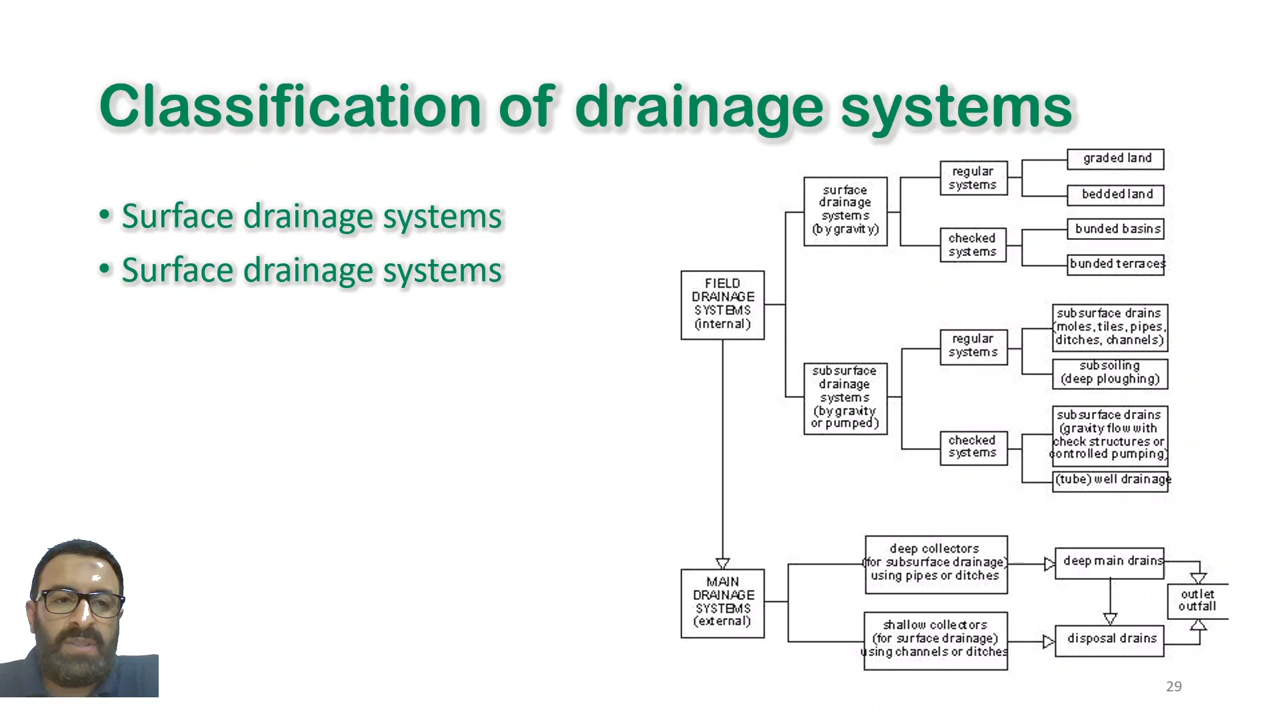 Classification of drainage systems
• Surface drainage systems
• Surface drainage systems
FIELD
DRAINAGE
SYSTEMS
(internal)
surface
drainage
systems
(by gravity)
regular
systems
graded land
bedded land
checked
systems
bunded basins
bunded terraces
subsurface
drainage
systems
(by gravity
or pumped)
regular
systems
subsurface drains
(moles, tiles, pipes,
ditches, channels)
subsoiling
(deep ploughing)
checked
systems
subsurface drains
(gravity flow with
check structures or
controlled pumping)
(tube) well drainage
MAIN
DRAINAGE
SYSTEMS
(external)
deep collectors
(for subsurface drainage)
using pipes or ditches
deep main drains
shallow collectors
(for surface drainage)
using channels or ditches
disposal drains
outlet
outfall
29